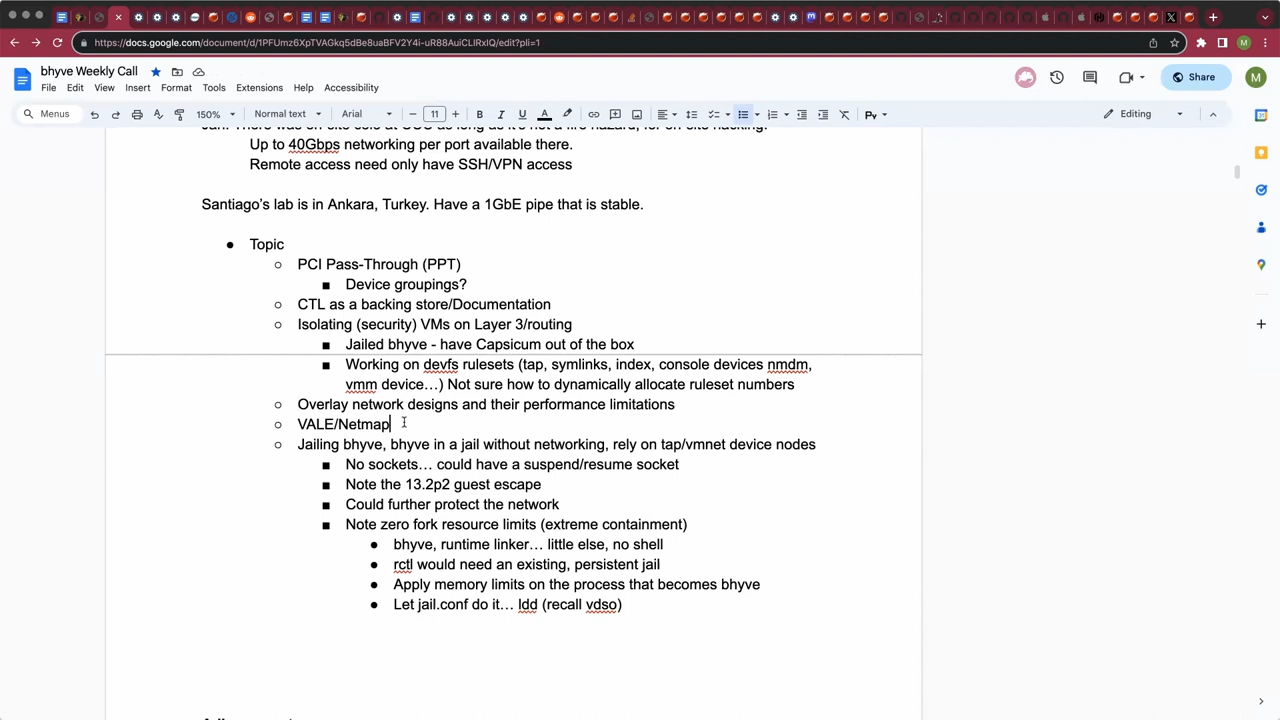 https://docs.google.com/document/d/1PFUmz6XpTVAGkq5dBe8uaBFV2Y4i-uR88AuiCLIRxIQ/edit?pli=1
bhyve Weekly Call
File Edit View Insert Format Tools Extensions Help Accessibility
Share
M
Menus
150%
Normal text
Arial
11
Editing
Up to 40Gbps networking per port available there.
Remote access need only have SSH/VPN access
Santiago's lab is in Ankara, Turkey. Have a 1GbE pipe that is stable.
● Topic
○ PCI Pass-Through (PPT)
■ Device groupings?
○ CTL as a backing store/Documentation
○ Isolating (security) VMs on Layer 3/routing
■ Jailed bhyve - have Capsicum out of the box
■ Working on devfs rulesets (tap, symlinks, index, console devices nmdm,
vmm device…) Not sure how to dynamically allocate ruleset numbers
○ Overlay network designs and their performance limitations
○ VALE/Netmap
○ Jailing bhyve, bhyve in a jail without networking, rely on tap/vmnet device nodes
■ No sockets… could have a suspend/resume socket
■ Note the 13.2p2 guest escape
■ Could further protect the network
■ Note zero fork resource limits (extreme containment)
● bhyve, runtime linker… little else, no shell
● rctl would need an existing, persistent jail
● Apply memory limits on the process that becomes bhyve
● Let jail.conf do it… ldd (recall vdso)